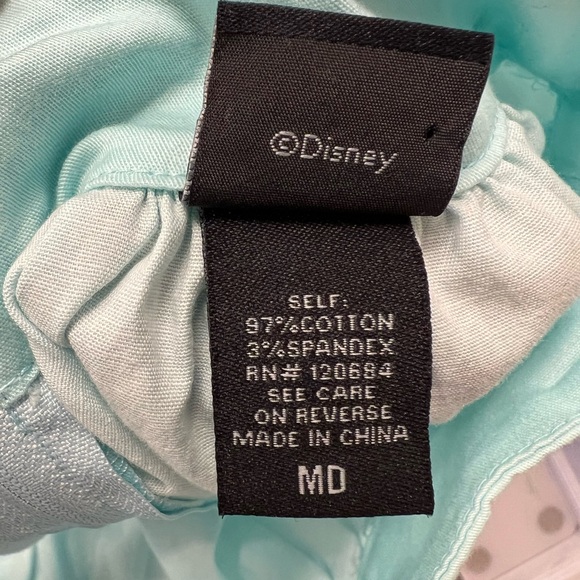 ©Disney
SELF:
97%COTTON
3%SPANDEX
RN# 120684
SEE CARE
ON REVERSE
MADE IN CHINA
MD